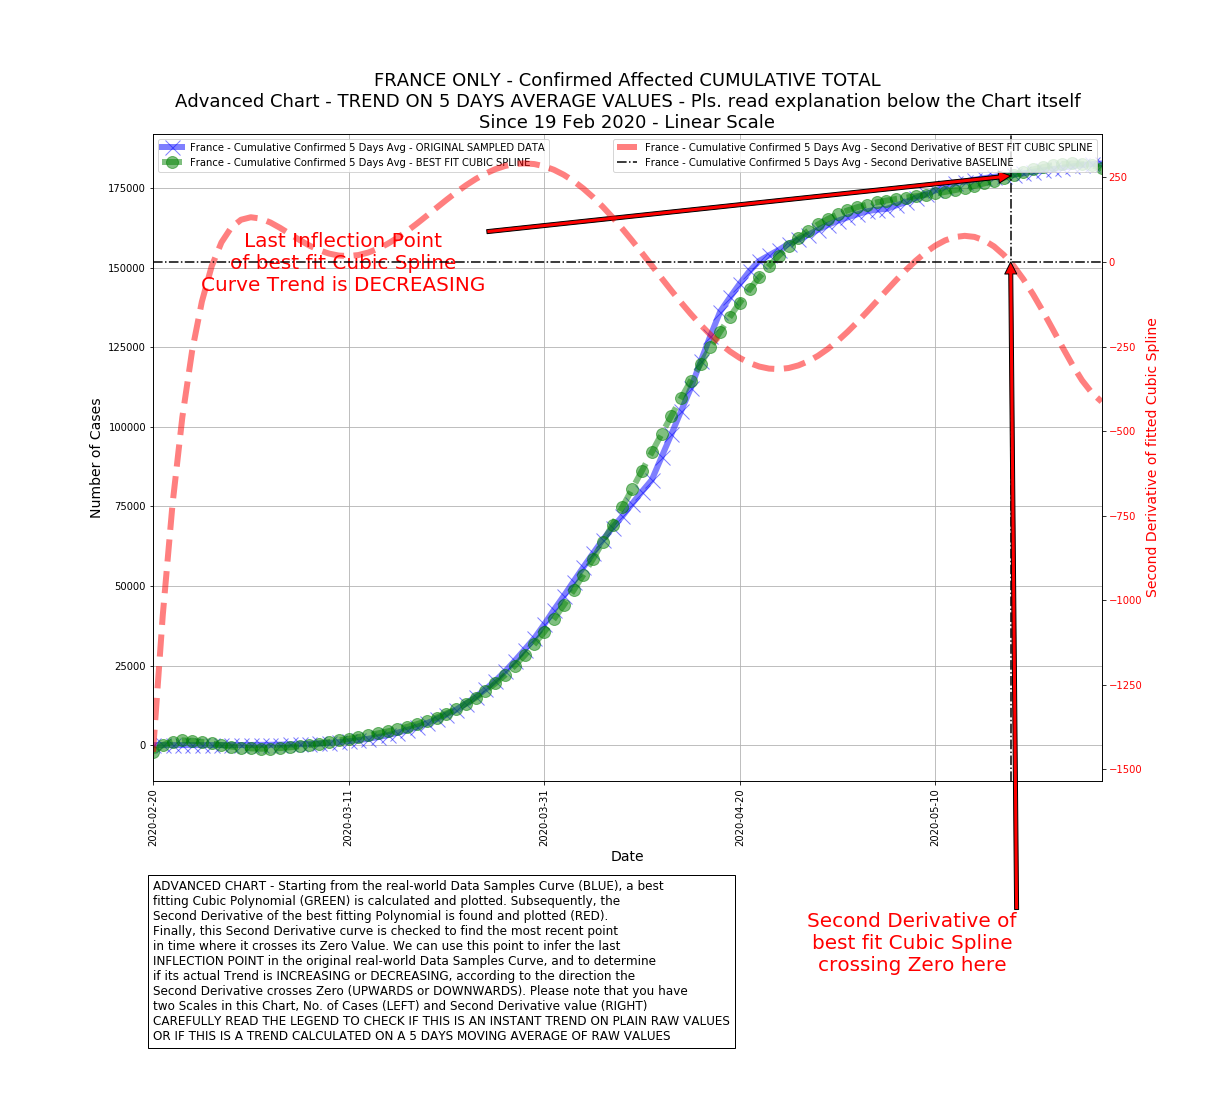 FRANCE ONLY - Confirmed Affected CUMULATIVE TOTAL
Advanced Chart - TREND ON 5 DAYS AVERAGE VALUES - Pls. read explanation below the Chart itself
Since 19 Feb 2020 - Linear Scale
France - Cumulative Confirmed 5 Days Avg - ORIGINAL SAMPLED DATA
France - Cumulative Confirmed 5 Days Avg - BEST FIT CUBIC SPLINE
France - Cumulative Confirmed 5 Days Avg - Second Derivative of BEST FIT CUBIC SPLINE
France - Cumulative Confirmed 5 Days Avg - Second Derivative BASELINE
Last Inflection Point
of best fit Cubic Spline
Curve Trend is DECREASING
175000
150000
125000
100000
75000
50000
25000
0
Number of Cases
250
0
−250
−500
−750
−1000
−1250
−1500
Second Derivative of fitted Cubic Spline
2020-02-20
2020-03-11
2020-03-31
2020-04-20
2020-05-10
Date
ADVANCED CHART - Starting from the real-world Data Samples Curve (BLUE), a best
fitting Cubic Polynomial (GREEN) is calculated and plotted. Subsequently, the
Second Derivative of the best fitting Polynomial is found and plotted (RED).
Finally, this Second Derivative curve is checked to find the most recent point
in time where it crosses its Zero Value. We can use this point to infer the last
INFLECTION POINT in the original real-world Data Samples Curve, and to determine
if its actual Trend is INCREASING or DECREASING, according to the direction the
Second Derivative crosses Zero (UPWARDS or DOWNWARDS). Please note that you have
two Scales in this Chart, No. of Cases (LEFT) and Second Derivative value (RIGHT)
CAREFULLY READ THE LEGEND TO CHECK IF THIS IS AN INSTANT TREND ON PLAIN RAW VALUES
OR IF THIS IS A TREND CALCULATED ON A 5 DAYS MOVING AVERAGE OF RAW VALUES
Second Derivative of
best fit Cubic Spline
crossing Zero here